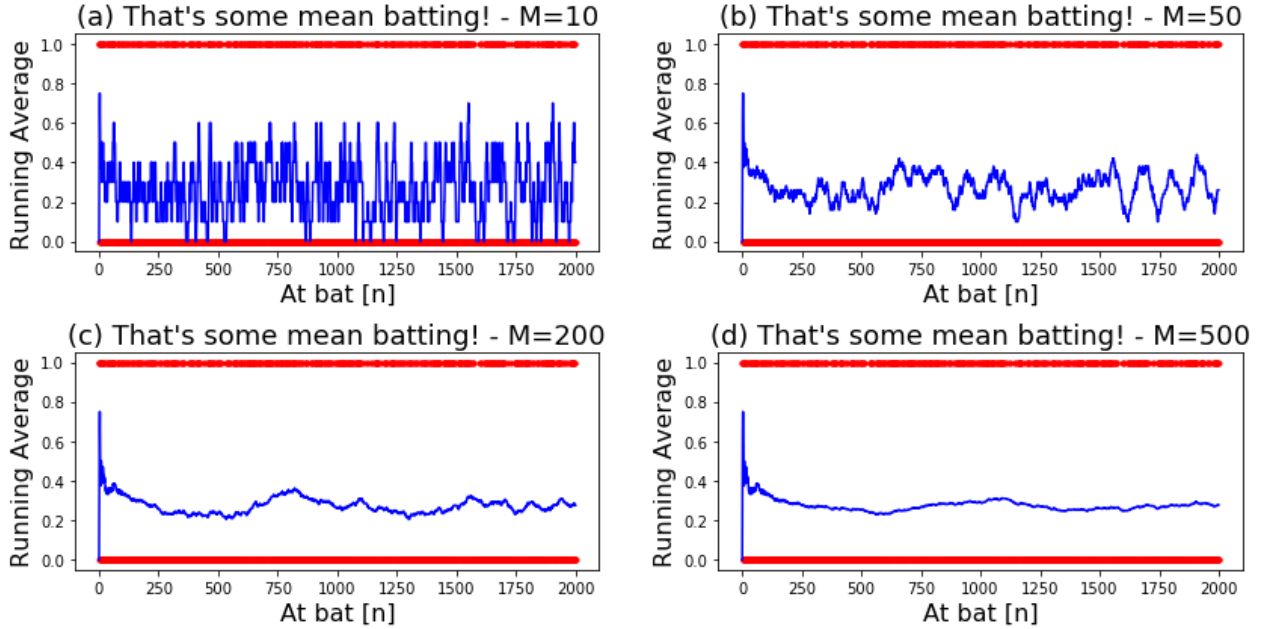 (a) That's some mean batting! - M=10
Running Average
1.0
0.8
0.6
0.4
0.2
0.0
0 250 500 750 1000 1250 1500 1750 2000
At bat [n]
(b) That's some mean batting! - M=50
Running Average
1.0
0.8
0.6
0.4
0.2
0.0
0 250 500 750 1000 1250 1500 1750 2000
At bat [n]
(c) That's some mean batting! - M=200
Running Average
1.0
0.8
0.6
0.4
0.2
0.0
0 250 500 750 1000 1250 1500 1750 2000
At bat [n]
(d) That's some mean batting! - M=500
Running Average
1.0
0.8
0.6
0.4
0.2
0.0
0 250 500 750 1000 1250 1500 1750 2000
At bat [n]